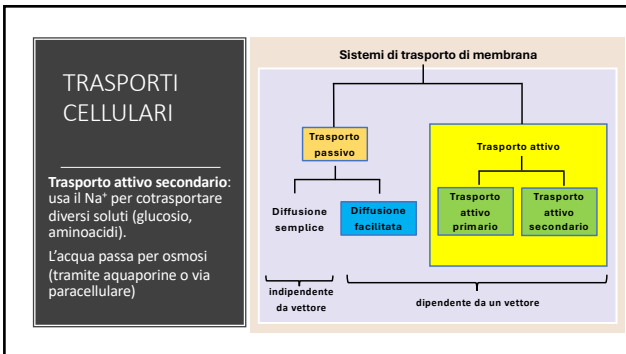 TRASPORTI
CELLULARI
Trasporto attivo secondario:
usa il Na⁺ per cotrasportare
diversi soluti (glucosio,
aminoacidi).
L'acqua passa per osmosi
(tramite aquaporine o via
paracellulare)
Sistemi di trasporto di membrana
Trasporto
passivo
Trasporto attivo
Diffusione
semplice
Diffusione
facilitata
Trasporto
attivo
primario
Trasporto
attivo
secondario
indipendente
da vettore
dipendente da un vettore